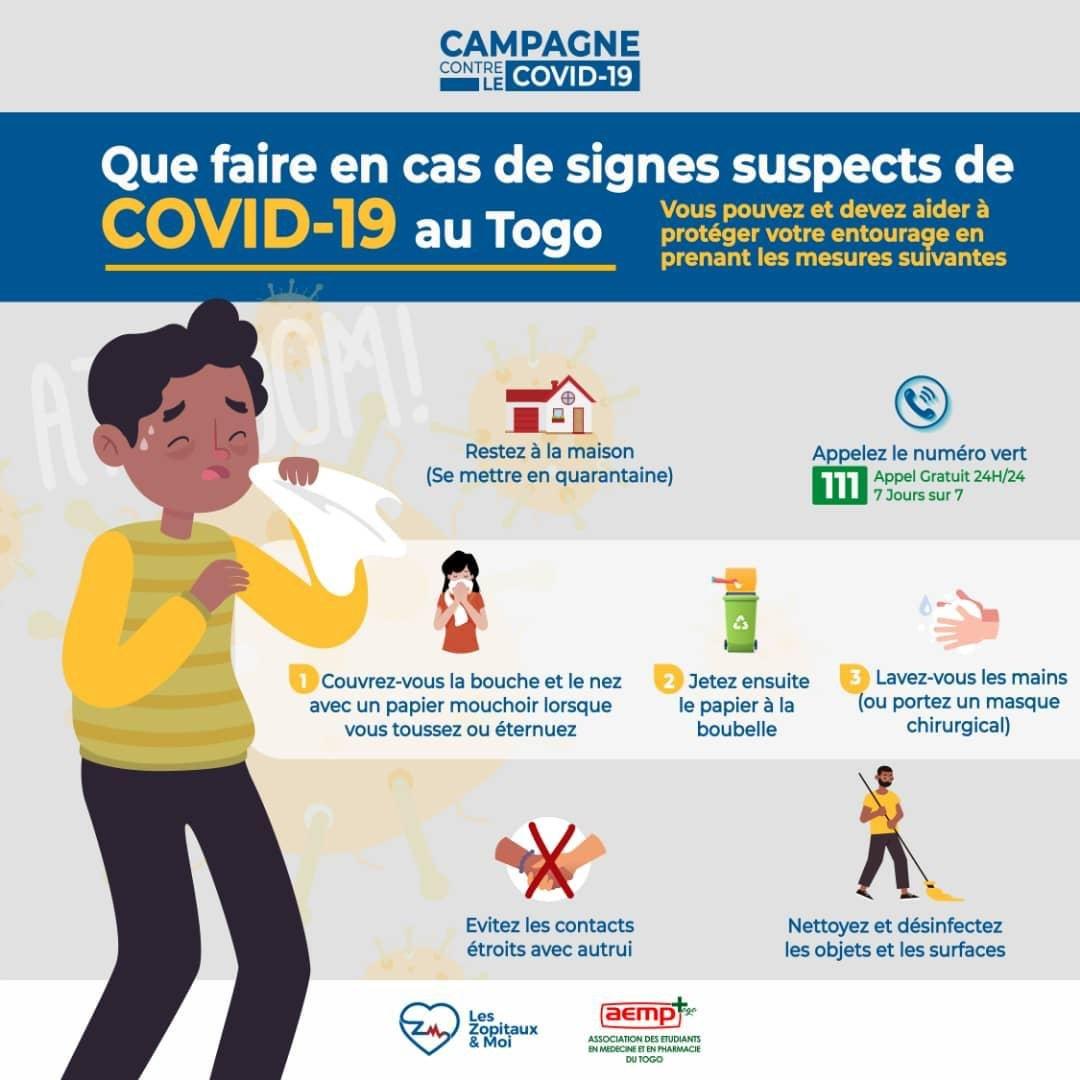 CAMPAGNE
CONTRE LE COVID-19
Que faire en cas de signes suspects de
COVID-19 au Togo
Vous pouvez et devez aider à
protéger votre entourage en
prenant les mesures suivantes
Restez à la maison
(Se mettre en quarantaine)
Appelez le numéro vert
111 Appel Gratuit 24H/24
7 Jours sur 7
1 Couvrez-vous la bouche et le nez
avec un papier mouchoir lorsque
vous toussez ou éternuez
2 Jetez ensuite
le papier à la
boubelle
3 Lavez-vous les mains
(ou portez un masque
chirurgical)
Evitez les contacts
étroits avec autrui
Nettoyez et désinfectez
les objets et les surfaces
ZM
Les
Zopitaux
& Moi
aemp Togo
ASSOCIATION DES ETUDIANTS
EN MEDECINE ET EN PHARMACIE
DU TOGO